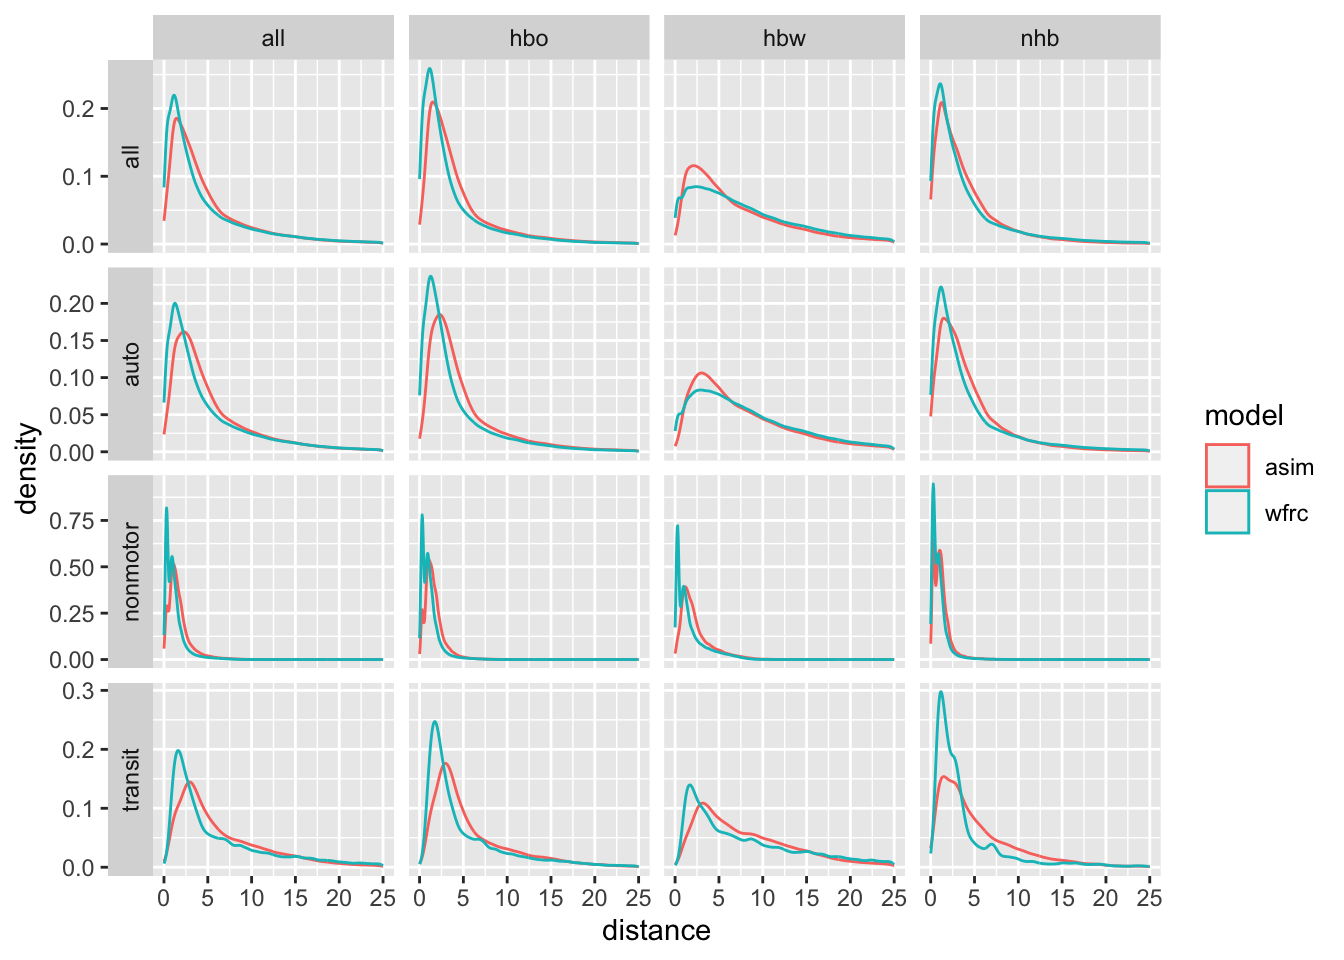 all hbo hbw nhb
all
0.2
0.1
0.0
auto
0.20
0.15
0.10
0.05
0.00
nonmotor
0.75
0.50
0.25
0.00
transit
0.3
0.2
0.1
0.0
density
0 5 10 15 20 25 0 5 10 15 20 25 0 5 10 15 20 25 0 5 10 15 20 25
distance
model
asim
wfrc